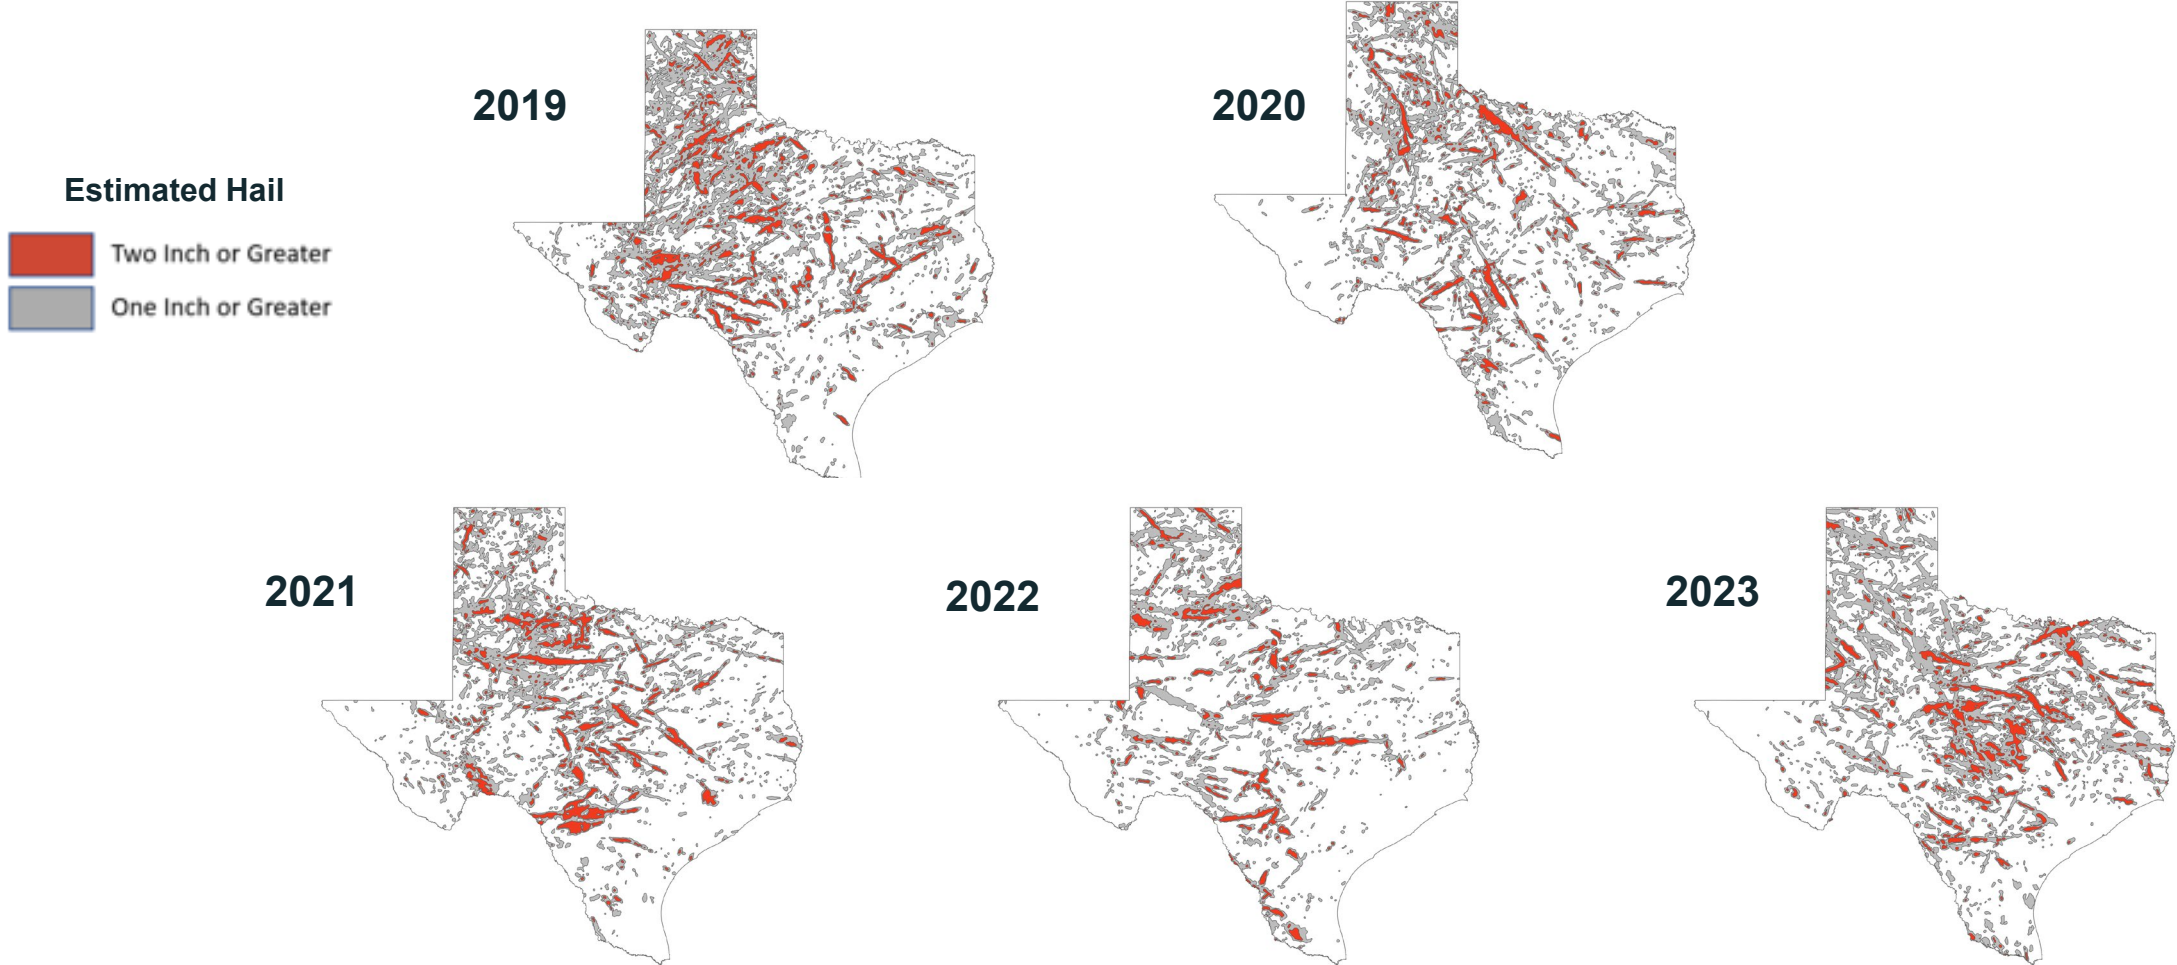 2019
2020
Estimated Hail
Two Inch or Greater
One Inch or Greater
2021
2022
2023